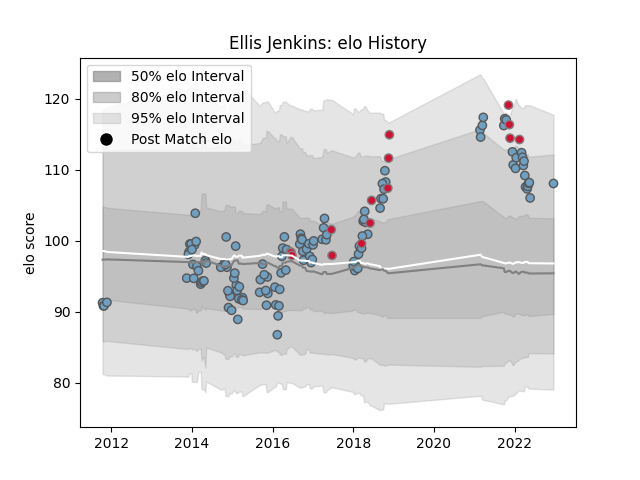 Ellis Jenkins: elo History
50% elo Interval
80% elo Interval
95% elo Interval
Post Match elo
elo score
120
110
100
90
80
2012
2014
2016
2018
2020
2022